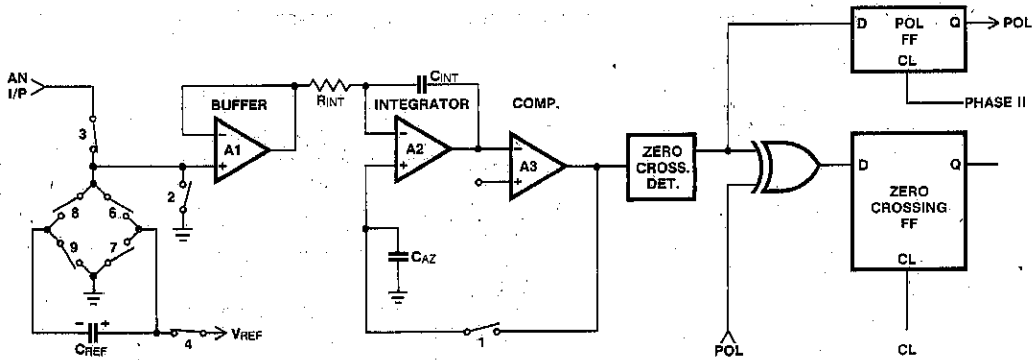 AN
I/P
3
8
6
9
7
2
- +
CREF
4
VREF
BUFFER
-
A1
+
RINT
CINT
INTEGRATOR
-
A2
+
CAZ
1
COMP.
-
A3
+
ZERO
CROSS.
DET.
D POL Q
FF
CL
POL
PHASE II
D Q
ZERO
CROSSING
FF
CL
POL
CL